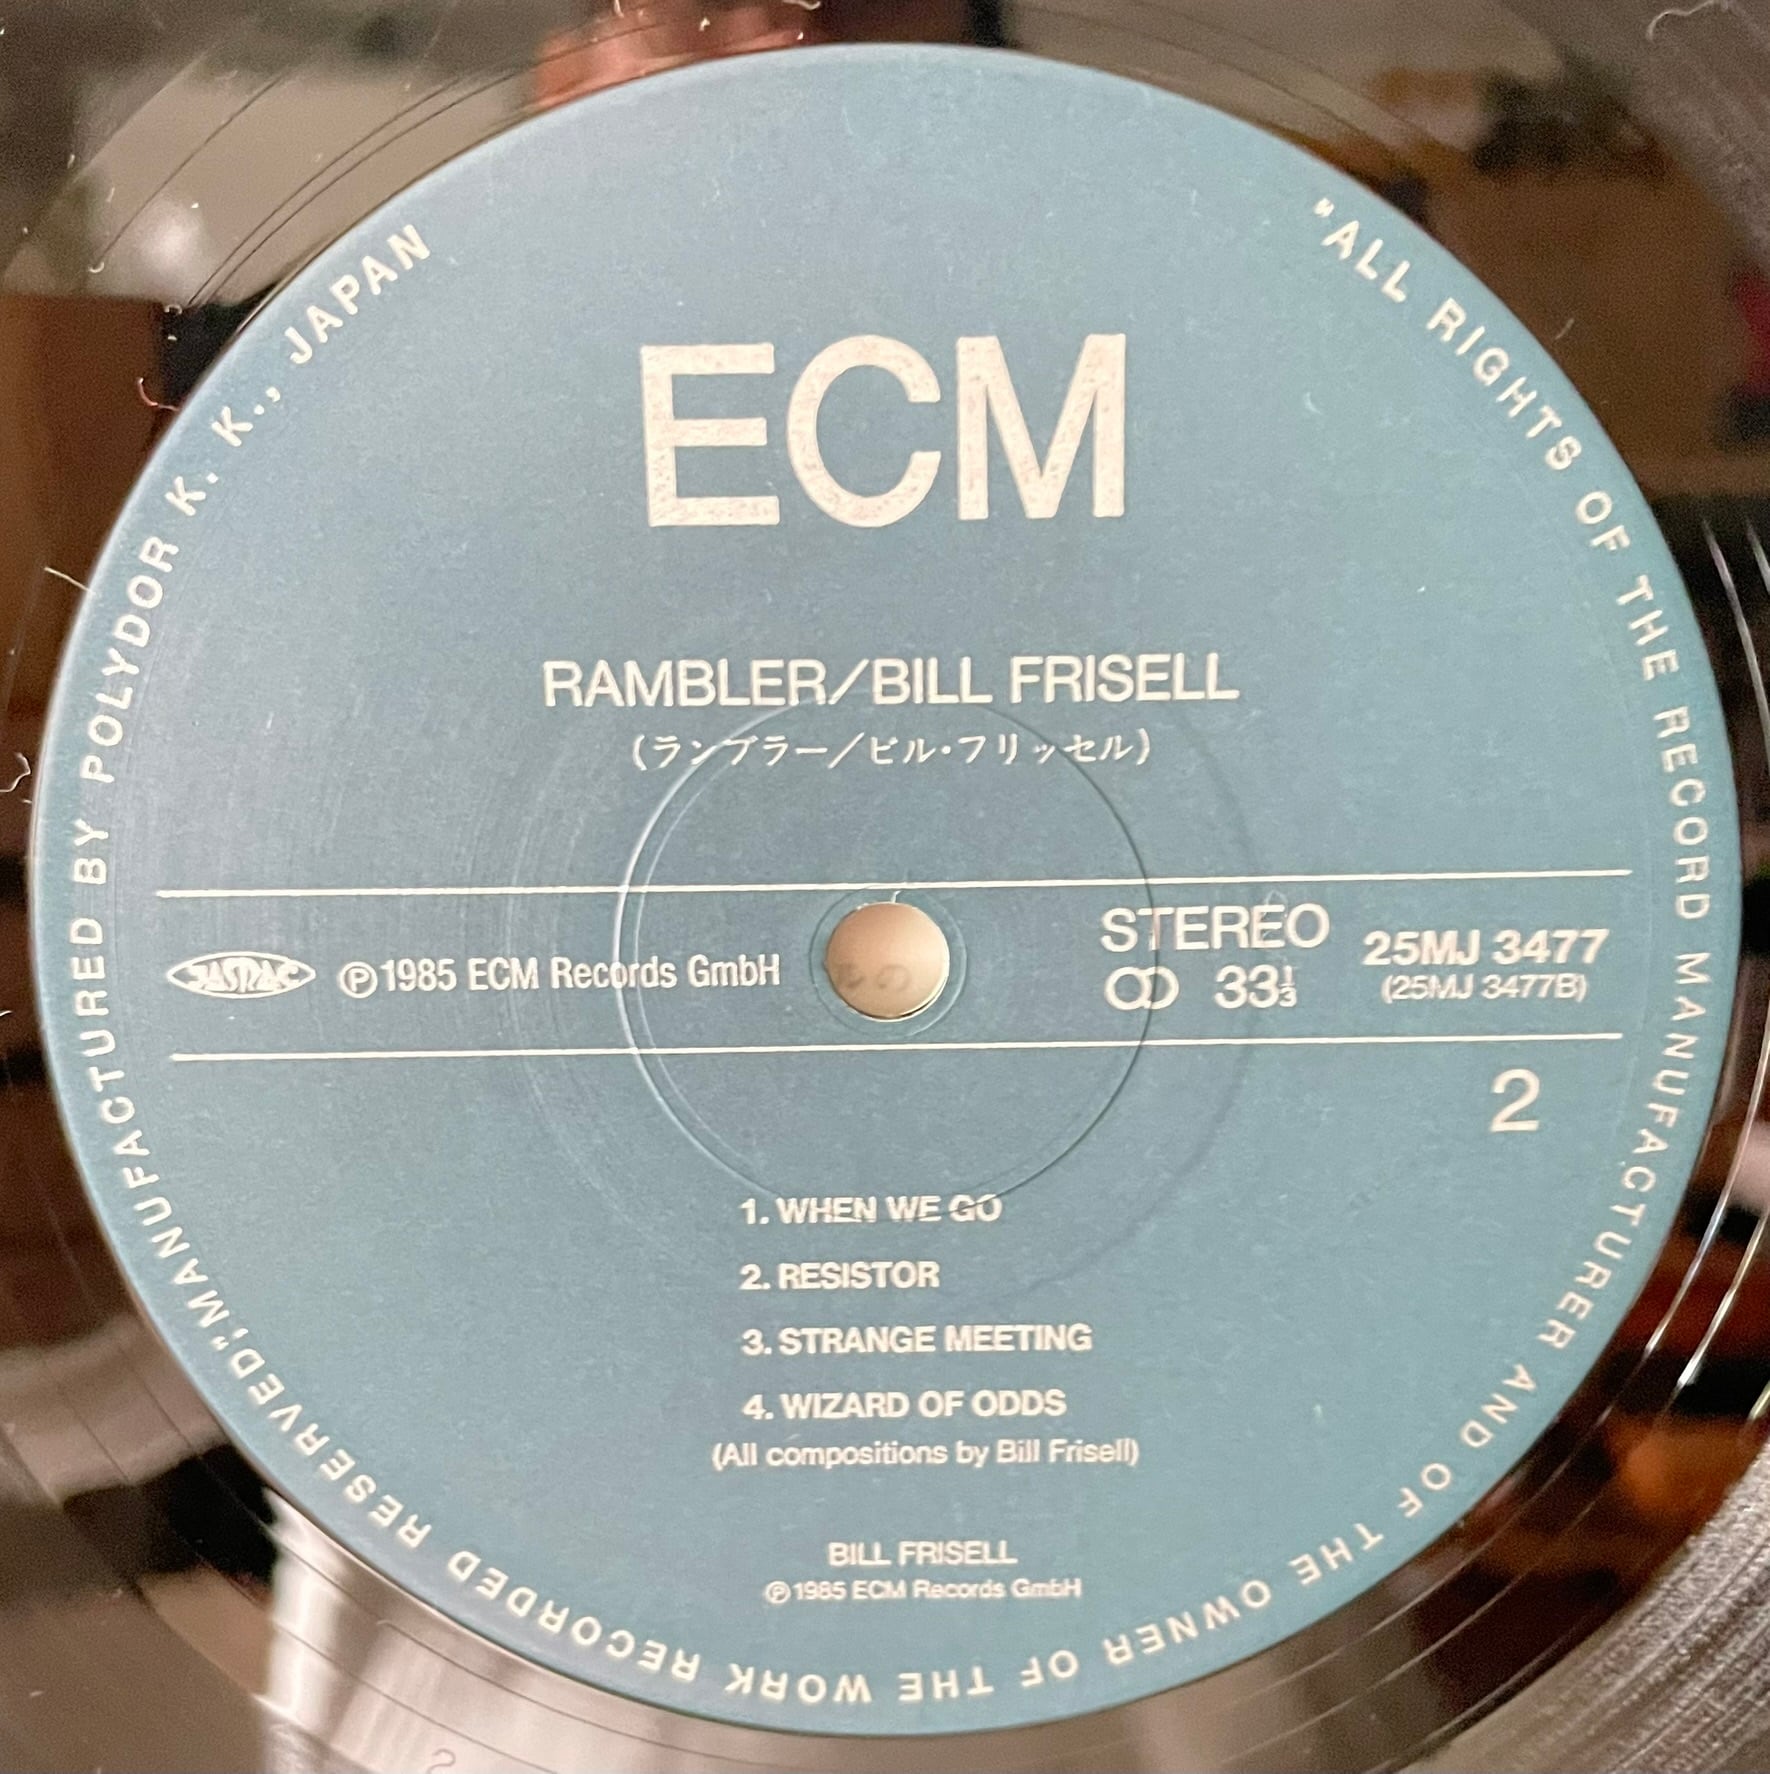 ECM
RAMBLER/BILL FRISELL
(ランブラー/ビル・フリッセル)
JASRAC
Ⓟ1985 ECM Records GmbH
STEREO
33⅓
25MJ 3477
(25MJ 3477B)
2
1. WHEN WE GO
2. RESISTOR
3. STRANGE MEETING
4. WIZARD OF ODDS
(All compositions by Bill Frisell)
BILL FRISELL
Ⓟ1985 ECM Records GmbH
"ALL RIGHTS OF THE RECORD MANUFACTURER AND OF THE OWNER OF THE WORK RECORDED RESERVED," MANUFACTURED BY POLYDOR K. K., JAPAN